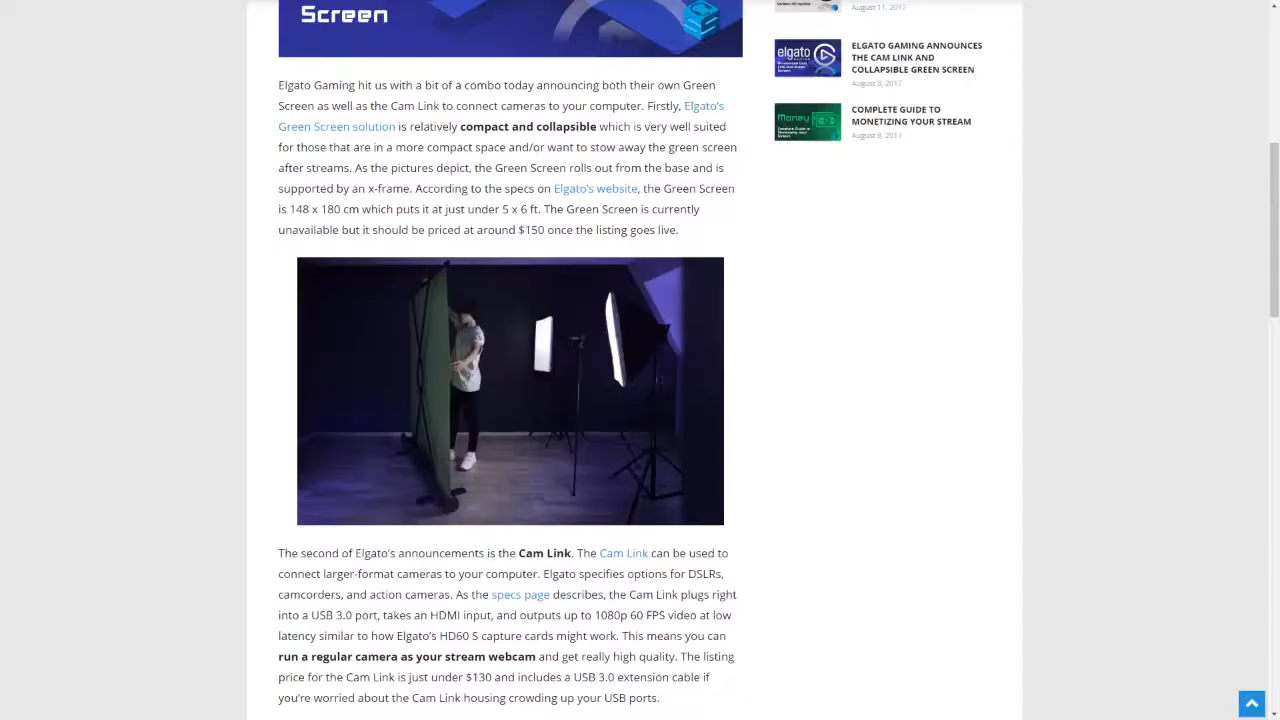 Screen
Elgato Gaming hit us with a bit of a combo today announcing both their own Green
Screen as well as the Cam Link to connect cameras to your computer. Firstly, Elgato's
Green Screen solution is relatively compact and collapsible which is very well suited
for those that are in a more compact space and/or want to stow away the green screen
after streams. As the pictures depict, the Green Screen rolls out from the base and is
supported by an x-frame. According to the specs on Elgato's website, the Green Screen
is 148 x 180 cm which puts it at just under 5 x 6 ft. The Green Screen is currently
unavailable but it should be priced at around $150 once the listing goes live.
The second of Elgato's announcements is the Cam Link. The Cam Link can be used to
connect larger-format cameras to your computer. Elgato specifies options for DSLRs,
camcorders, and action cameras. As the specs page describes, the Cam Link plugs right
into a USB 3.0 port, takes an HDMI input, and outputs up to 1080p 60 FPS video at low
latency similar to how Elgato's HD60 S capture cards might work. This means you can
run a regular camera as your stream webcam and get really high quality. The listing
price for the Cam Link is just under $130 and includes a USB 3.0 extension cable if
you're worried about the Cam Link housing crowding up your USB ports.
August 11, 2017
elgato
ELGATO GAMING ANNOUNCES
THE CAM LINK AND
COLLAPSIBLE GREEN SCREEN
August 8, 2017
Money
COMPLETE GUIDE TO
MONETIZING YOUR STREAM
August 8, 2017